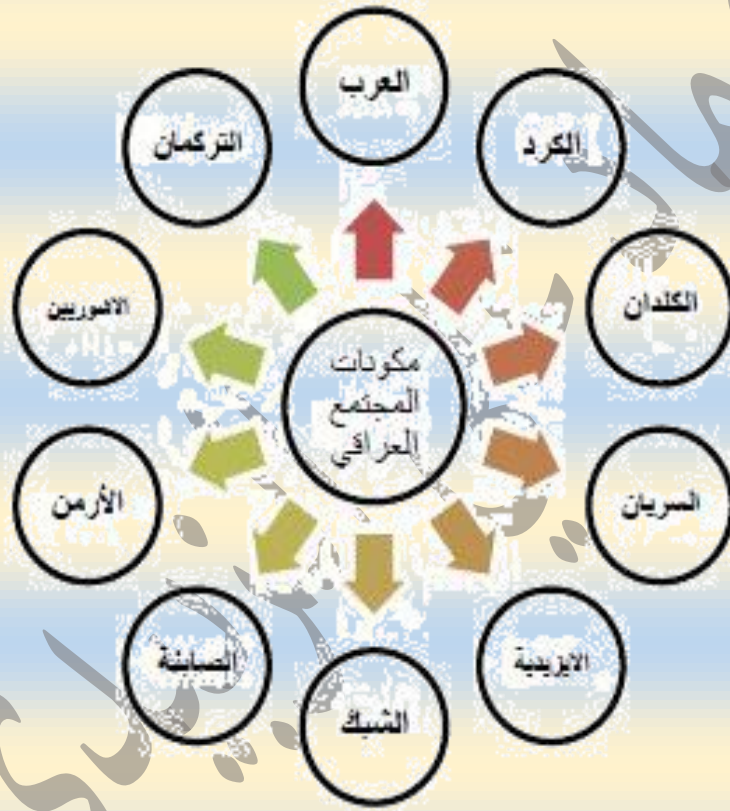 العرب
الكرد
الكلدان
السريان
الايزيدية
الشبك
الصابئة
الأرمن
الاشوريين
التركمان
مكونات
المجتمع
العراقي